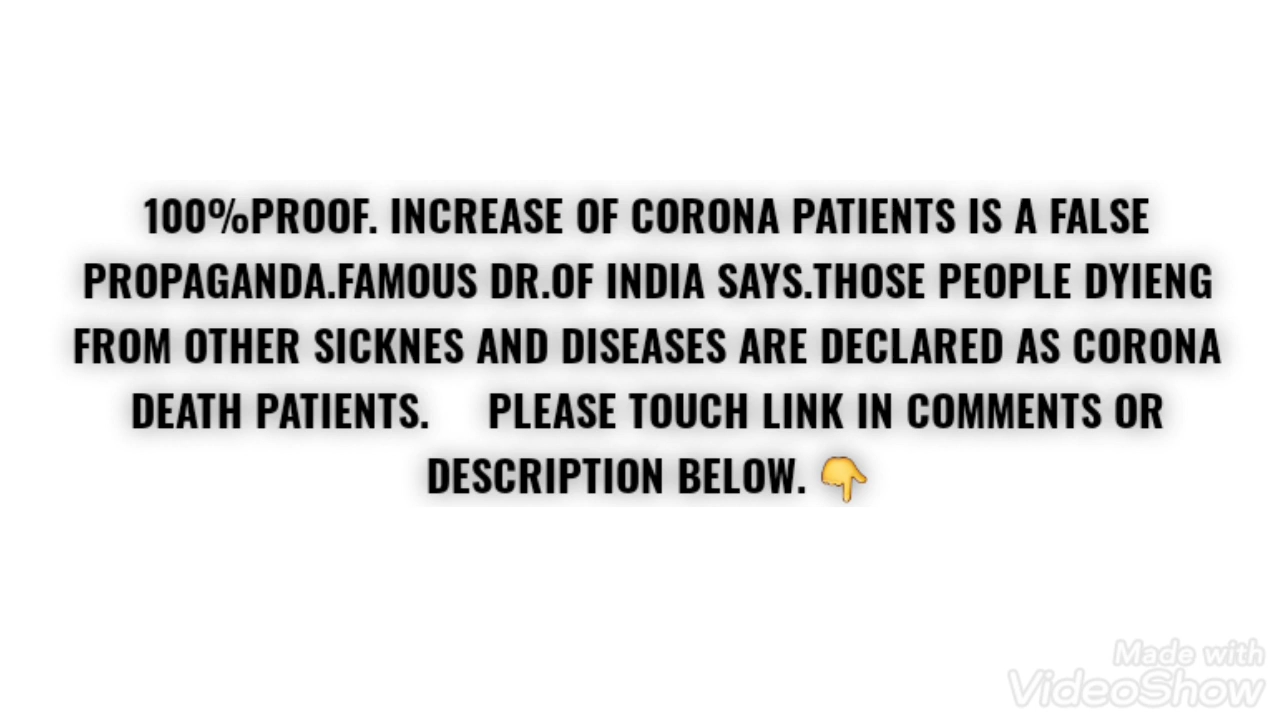 100%PROOF. INCREASE OF CORONA PATIENTS IS A FALSE
PROPAGANDA.FAMOUS DR.OF INDIA SAYS.THOSE PEOPLE DYIENG
FROM OTHER SICKNES AND DISEASES ARE DECLARED AS CORONA
DEATH PATIENTS. PLEASE TOUCH LINK IN COMMENTS OR
DESCRIPTION BELOW. 👇
Made with
VideoShow